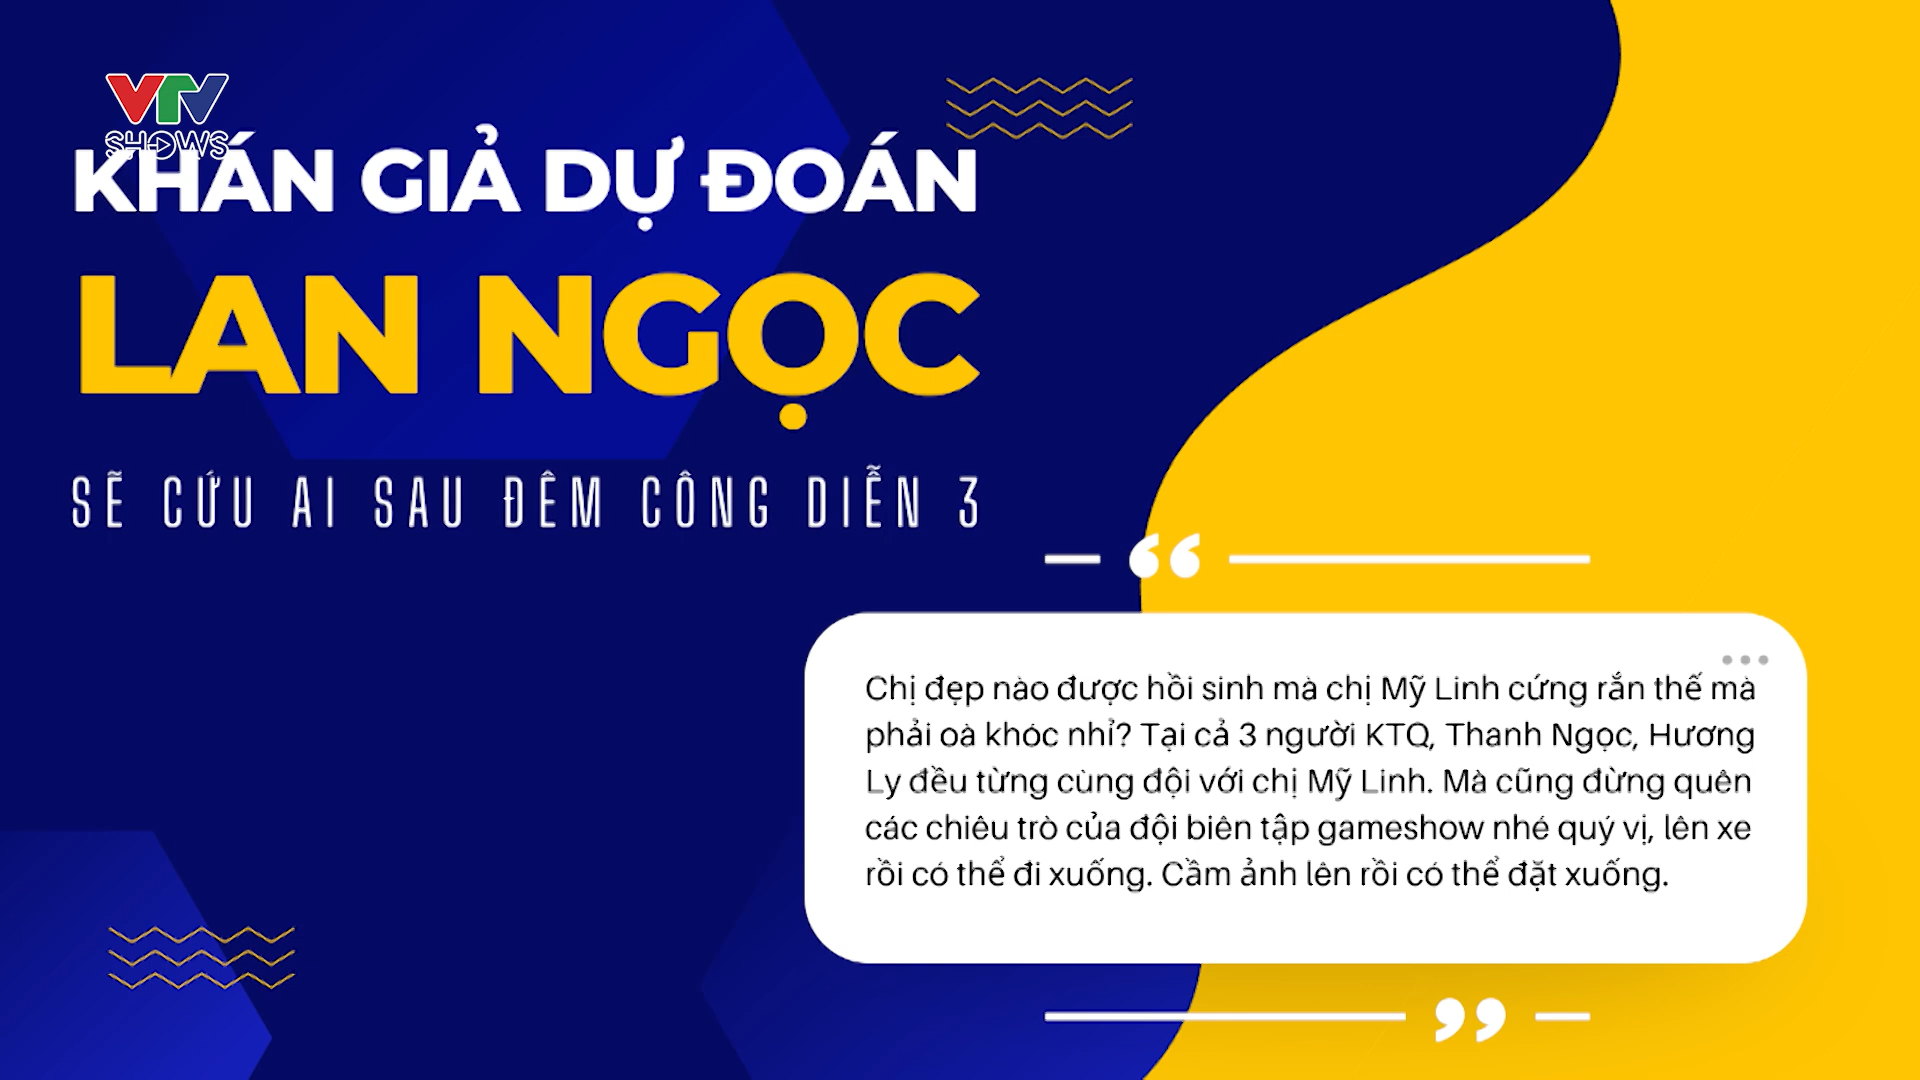 VTV
SHOWS
KHÁN GIẢ DỰ ĐOÁN
LAN NGỌC
SẼ CỨU AI SAU ĐÊM CÔNG DIỄN 3
“
Chị đẹp nào được hồi sinh mà chị Mỹ Linh cứng rắn thế mà
phải oà khóc nhỉ? Tại cả 3 người KTQ, Thanh Ngọc, Hương
Ly đều từng cùng đội với chị Mỹ Linh. Mà cũng đừng quên
các chiêu trò của đội biên tập gameshow nhé quý vị, lên xe
rồi có thể đi xuống. Cầm ảnh lên rồi có thể đặt xuống.
”